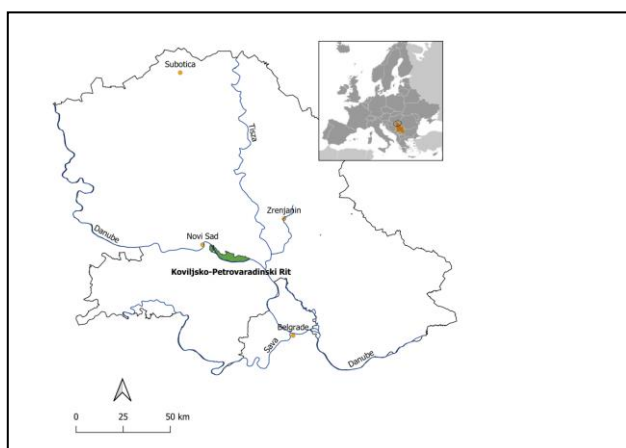 Subotica
Tisza
Zrenjanin
Danube
Novi Sad
Koviljsko-Petrovaradinski Rit
Belgrade
Sava
Danube
0 25 50 km